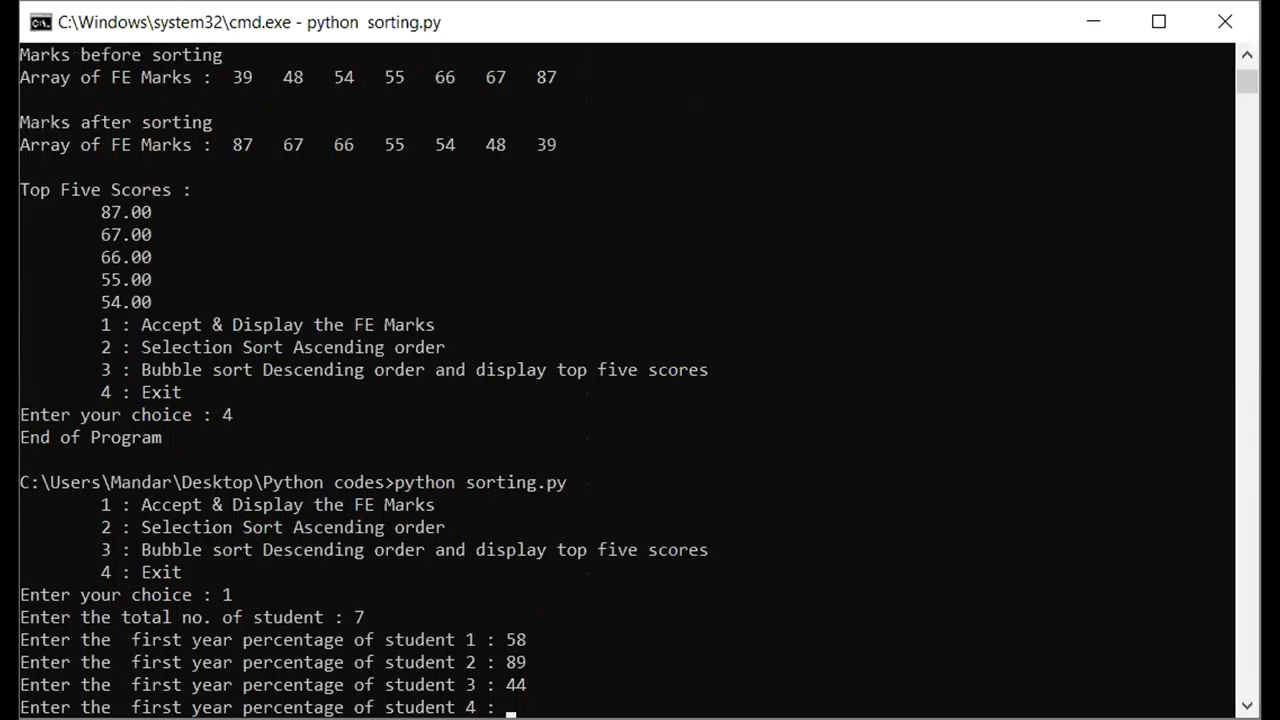 C:\Windows\system32\cmd.exe - python  sorting.py
Marks before sorting
Array of FE Marks :  39   48   54   55   66   67   87
Marks after sorting
Array of FE Marks :  87   67   66   55   54   48   39
Top Five Scores :
87.00
67.00
66.00
55.00
54.00
1 : Accept & Display the FE Marks
2 : Selection Sort Ascending order
3 : Bubble sort Descending order and display top five scores
4 : Exit
Enter your choice : 4
End of Program
C:\Users\Mandar\Desktop\Python codes>python sorting.py
1 : Accept & Display the FE Marks
2 : Selection Sort Ascending order
3 : Bubble sort Descending order and display top five scores
4 : Exit
Enter your choice : 1
Enter the total no. of student : 7
Enter the  first year percentage of student 1 : 58
Enter the  first year percentage of student 2 : 89
Enter the  first year percentage of student 3 : 44
Enter the  first year percentage of student 4 :